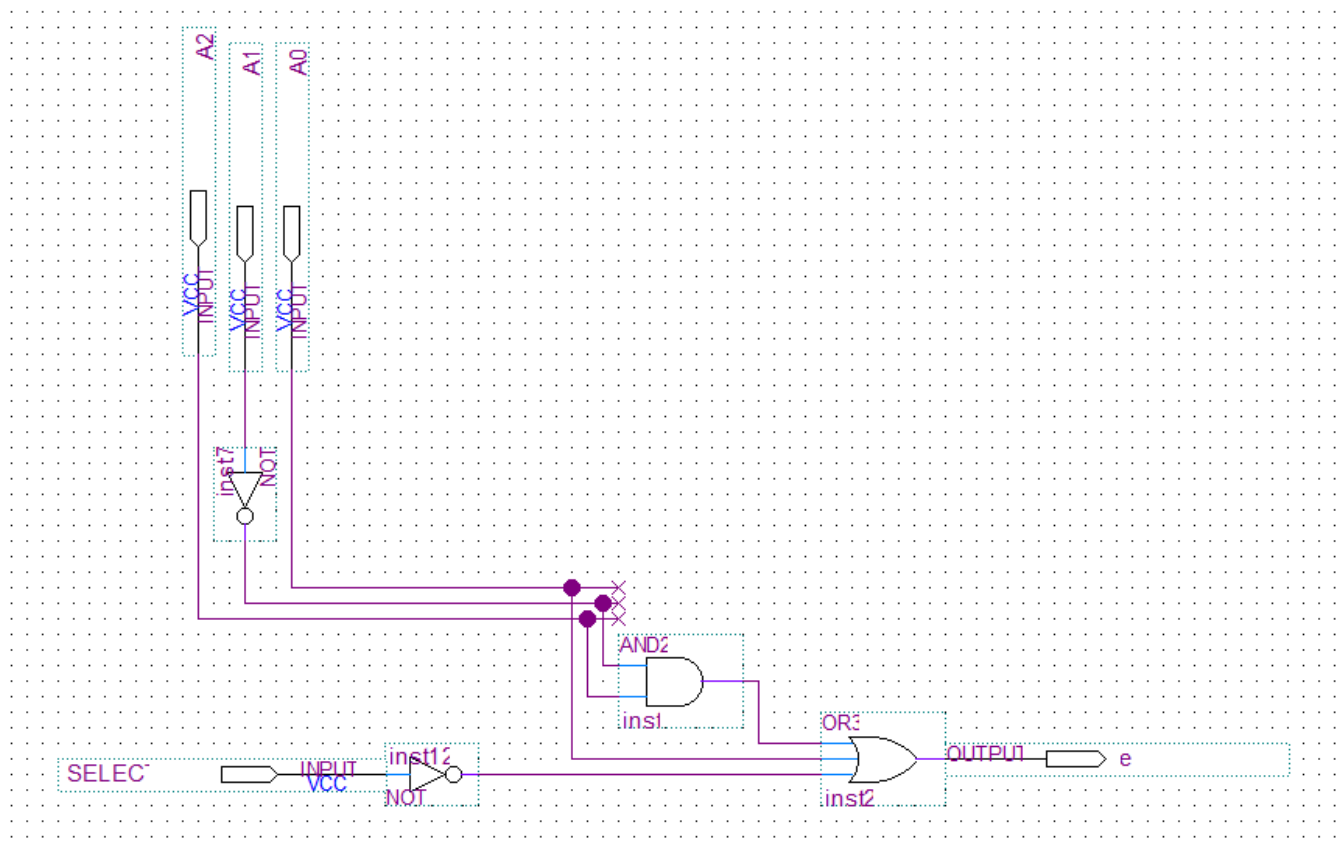 A2
A1
A0
VCC
INPUT
VCC
INPUT
VCC
INPUT
inst7
NOT
AND2
inst
OR3
inst2
SELECT
INPUT
VCC
inst12
NOT
OUTPUT
e